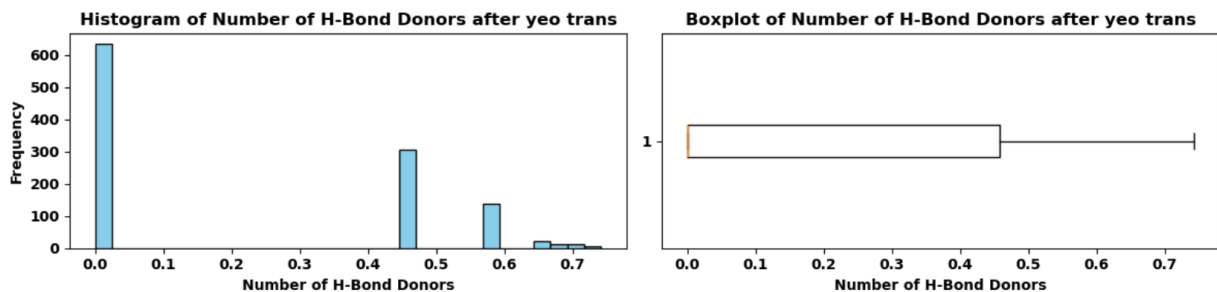 Histogram of Number of H-Bond Donors after yeo trans
Frequency
600
500
400
300
200
100
0
0.0 0.1 0.2 0.3 0.4 0.5 0.6 0.7
Number of H-Bond Donors
Boxplot of Number of H-Bond Donors after yeo trans
1
0.0 0.1 0.2 0.3 0.4 0.5 0.6 0.7
Number of H-Bond Donors